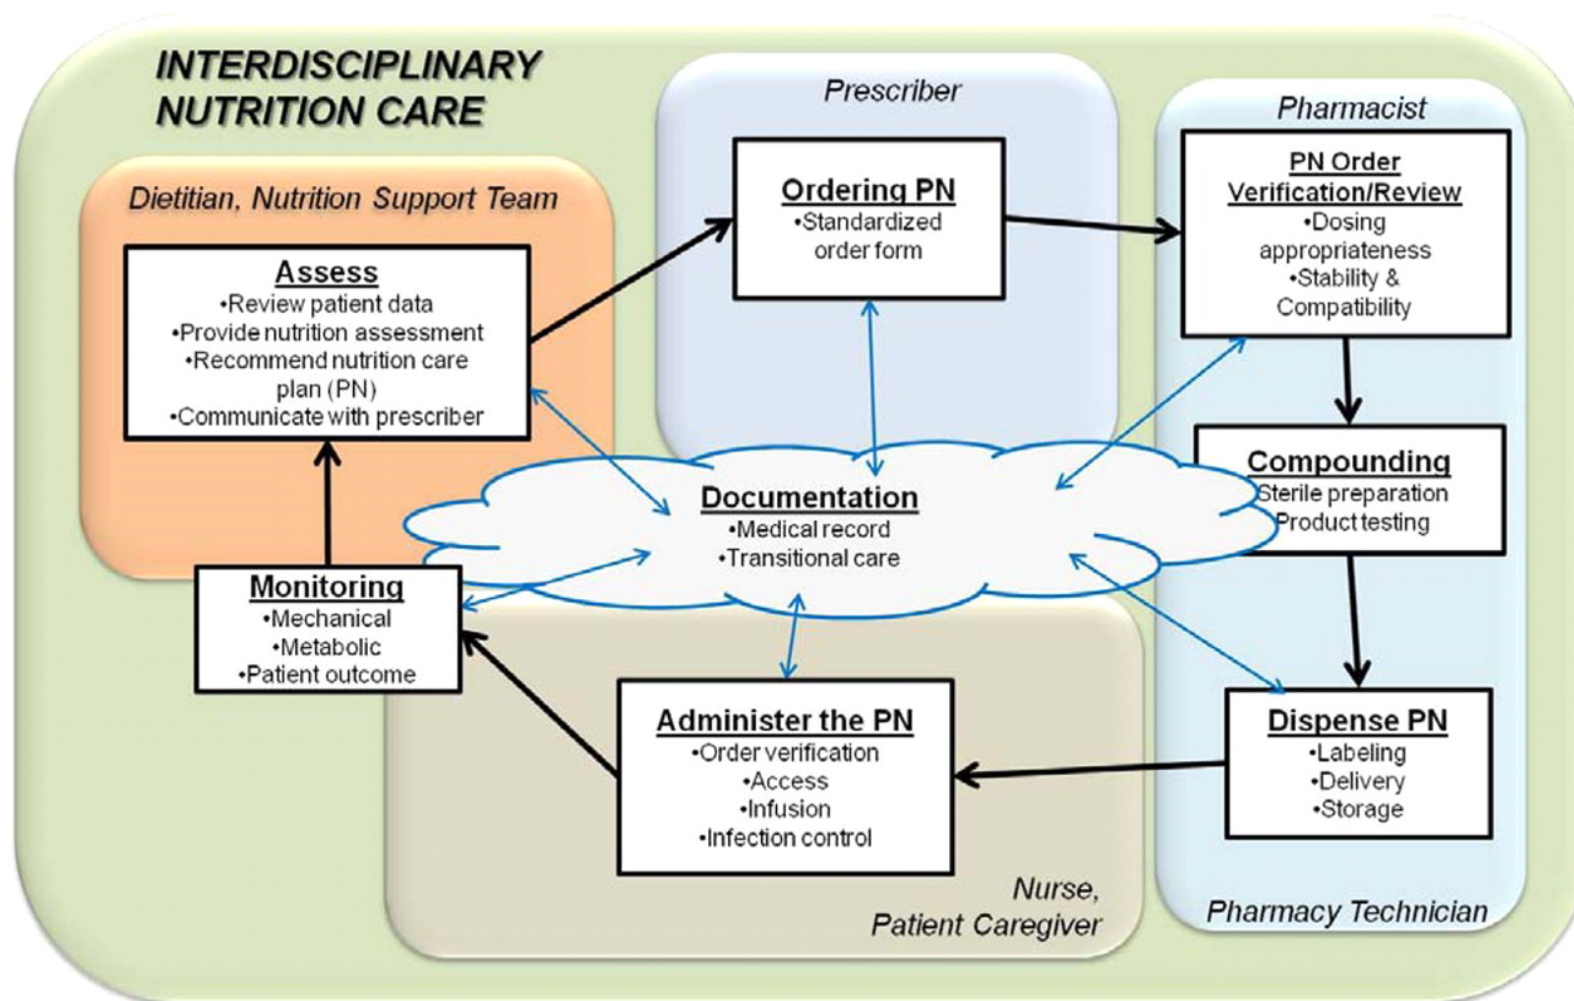 INTERDISCIPLINARY
NUTRITION CARE
Dietitian, Nutrition Support Team
Assess
•Review patient data
•Provide nutrition assessment
•Recommend nutrition care
plan (PN)
•Communicate with prescriber
Prescriber
Ordering PN
•Standardized
order form
Pharmacist
PN Order
Verification/Review
•Dosing
appropriateness
•Stability &
Compatibility
Compounding
Sterile preparation
Product testing
Documentation
•Medical record
•Transitional care
Monitoring
•Mechanical
•Metabolic
•Patient outcome
Administer the PN
•Order verification
•Access
•Infusion
•Infection control
Nurse,
Patient Caregiver
Dispense PN
•Labeling
•Delivery
•Storage
Pharmacy Technician